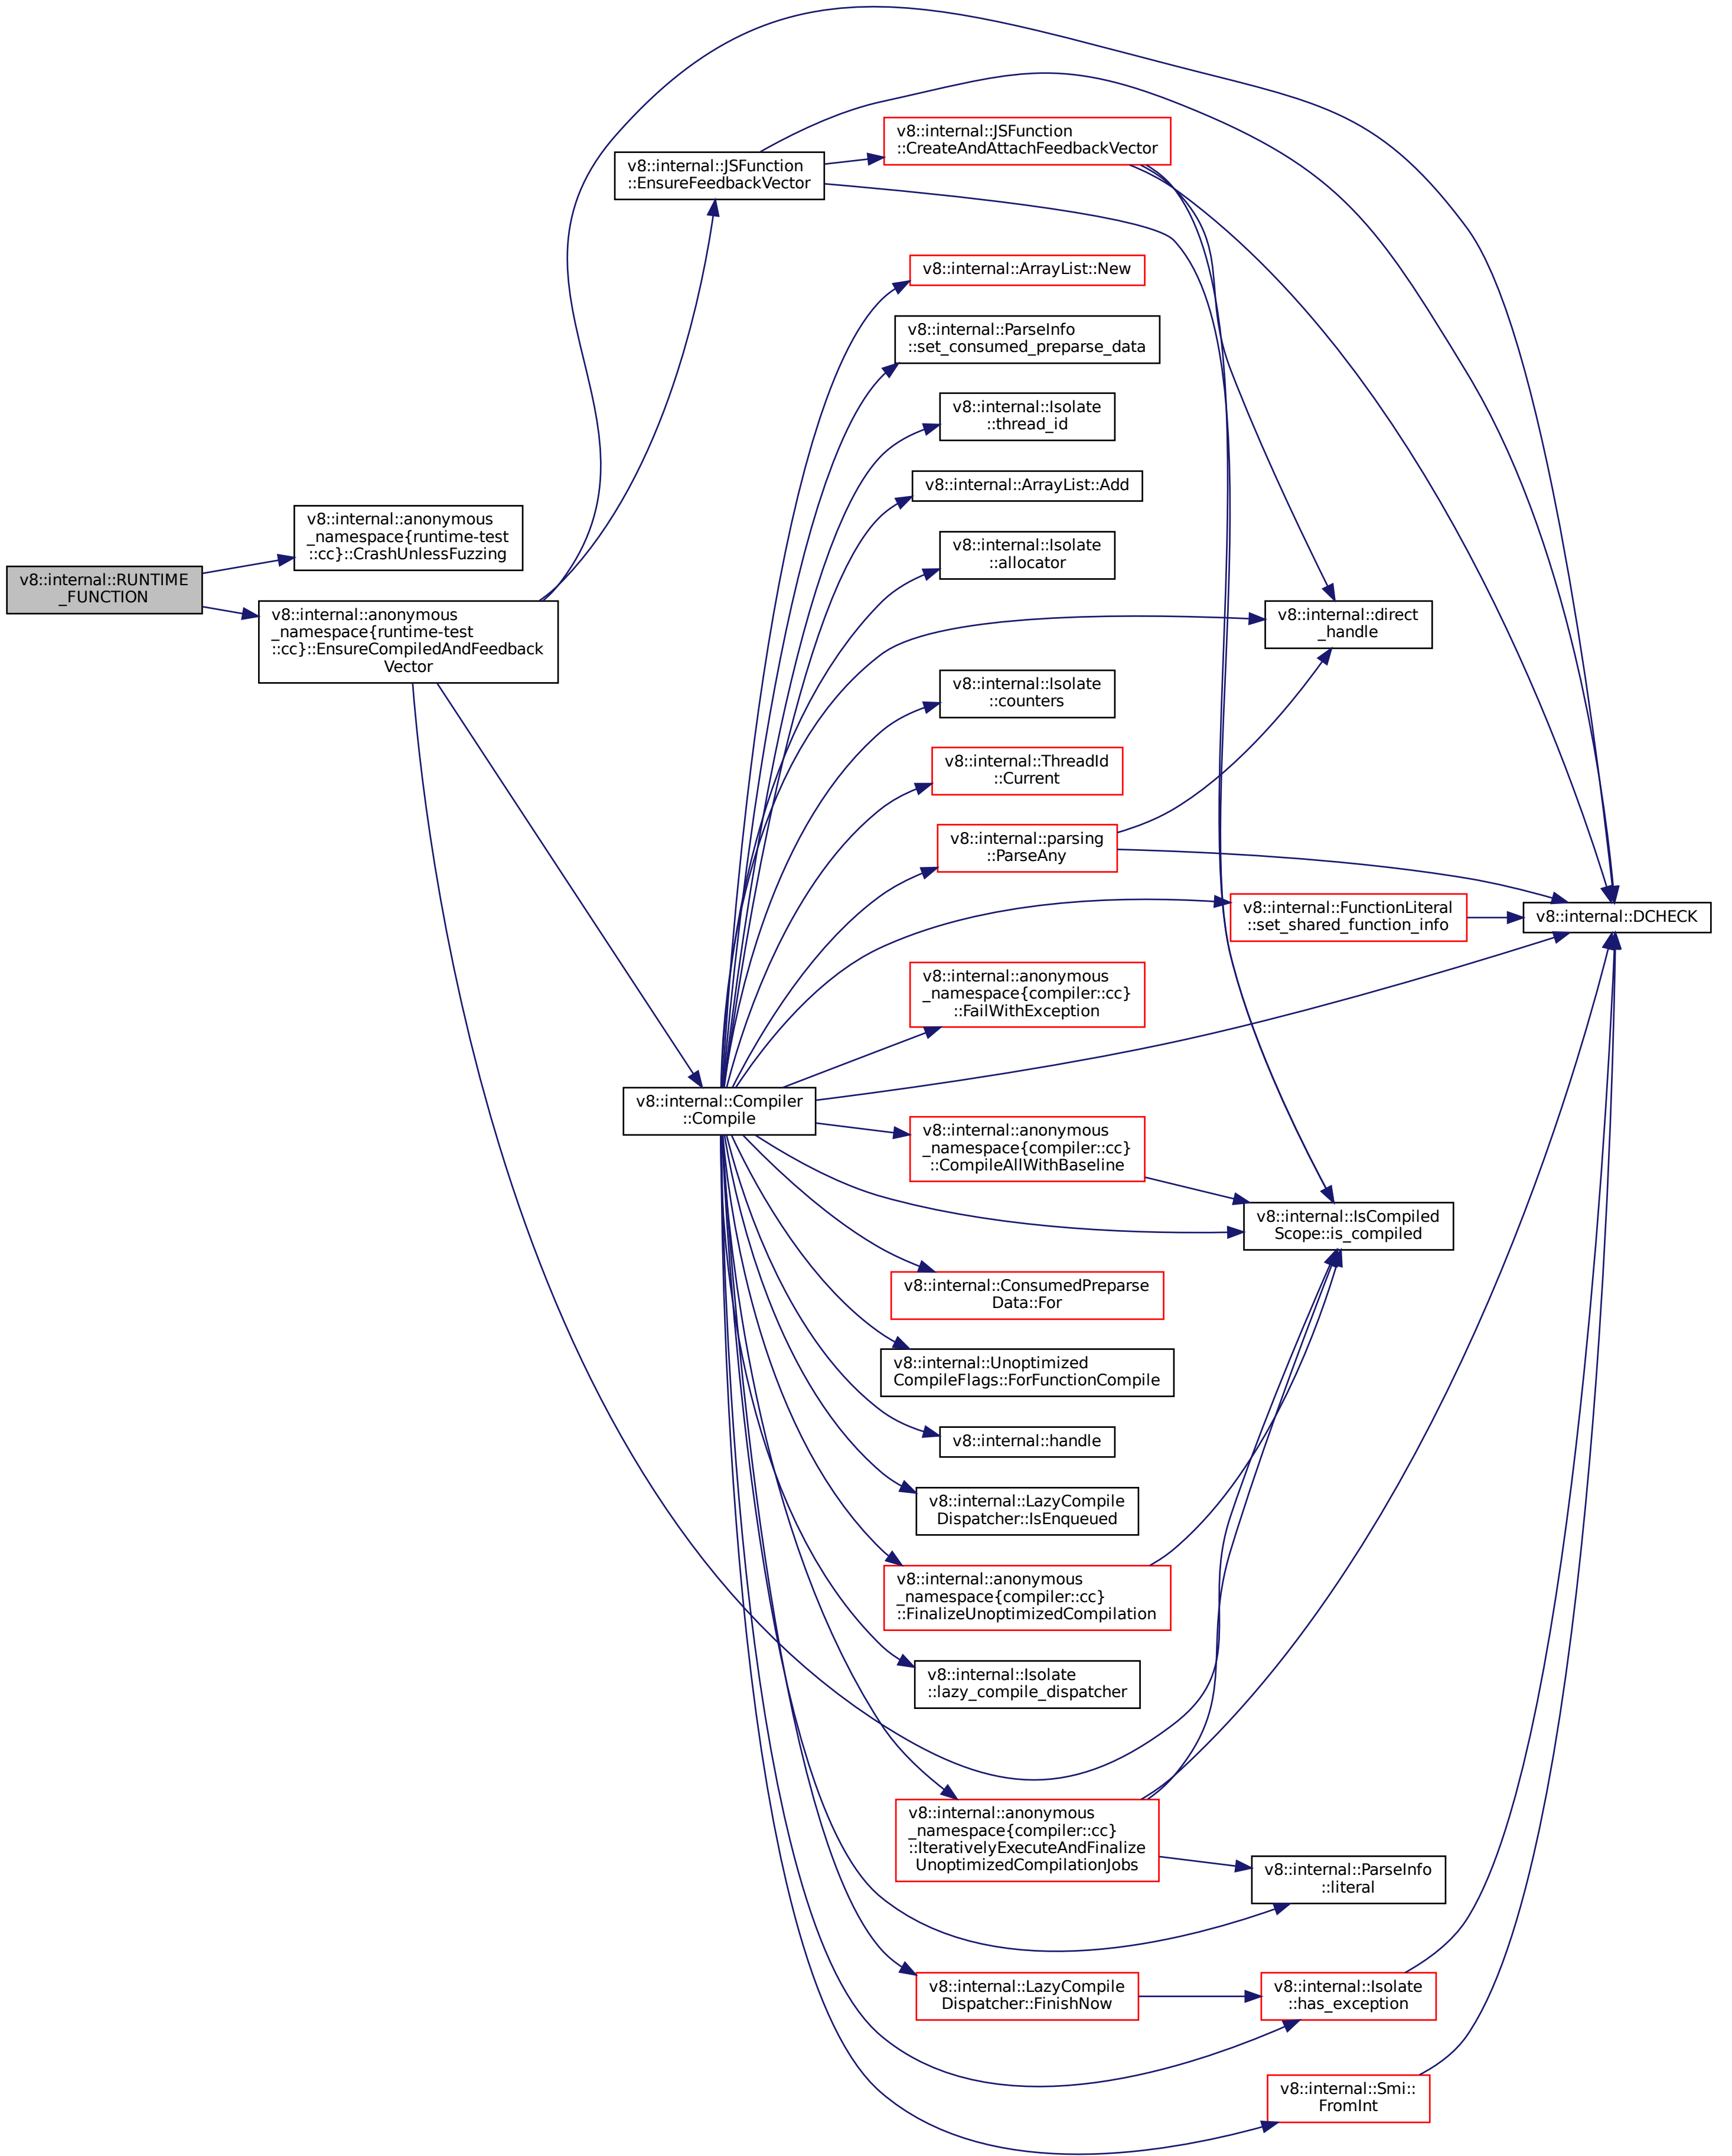 v8::internal::JSFunction
::CreateAndAttachFeedbackVector
v8::internal::JSFunction
::EnsureFeedbackVector
v8::internal::ArrayList::New
v8::internal::ParseInfo
::set_consumed_preparse_data
v8::internal::Isolate
::thread_id
v8::internal::ArrayList::Add
v8::internal::anonymous
_namespace{runtime-test
::cc}::CrashUnlessFuzzing
v8::internal::Isolate
::allocator
v8::internal::RUNTIME
_FUNCTION
v8::internal::anonymous
_namespace{runtime-test
::cc}::EnsureCompiledAndFeedback
Vector
v8::internal::direct
_handle
v8::internal::Isolate
::counters
v8::internal::ThreadId
::Current
v8::internal::parsing
::ParseAny
v8::internal::FunctionLiteral
::set_shared_function_info
v8::internal::DCHECK
v8::internal::anonymous
_namespace{compiler::cc}
::FailWithException
v8::internal::Compiler
::Compile
v8::internal::anonymous
_namespace{compiler::cc}
::CompileAllWithBaseline
v8::internal::IsCompiled
Scope::is_compiled
v8::internal::ConsumedPreparse
Data::For
v8::internal::Unoptimized
CompileFlags::ForFunctionCompile
v8::internal::handle
v8::internal::LazyCompile
Dispatcher::IsEnqueued
v8::internal::anonymous
_namespace{compiler::cc}
::FinalizeUnoptimizedCompilation
v8::internal::Isolate
::lazy_compile_dispatcher
v8::internal::anonymous
_namespace{compiler::cc}
::IterativelyExecuteAndFinalize
UnoptimizedCompilationJobs
v8::internal::ParseInfo
::literal
v8::internal::LazyCompile
Dispatcher::FinishNow
v8::internal::Isolate
::has_exception
v8::internal::Smi::
FromInt